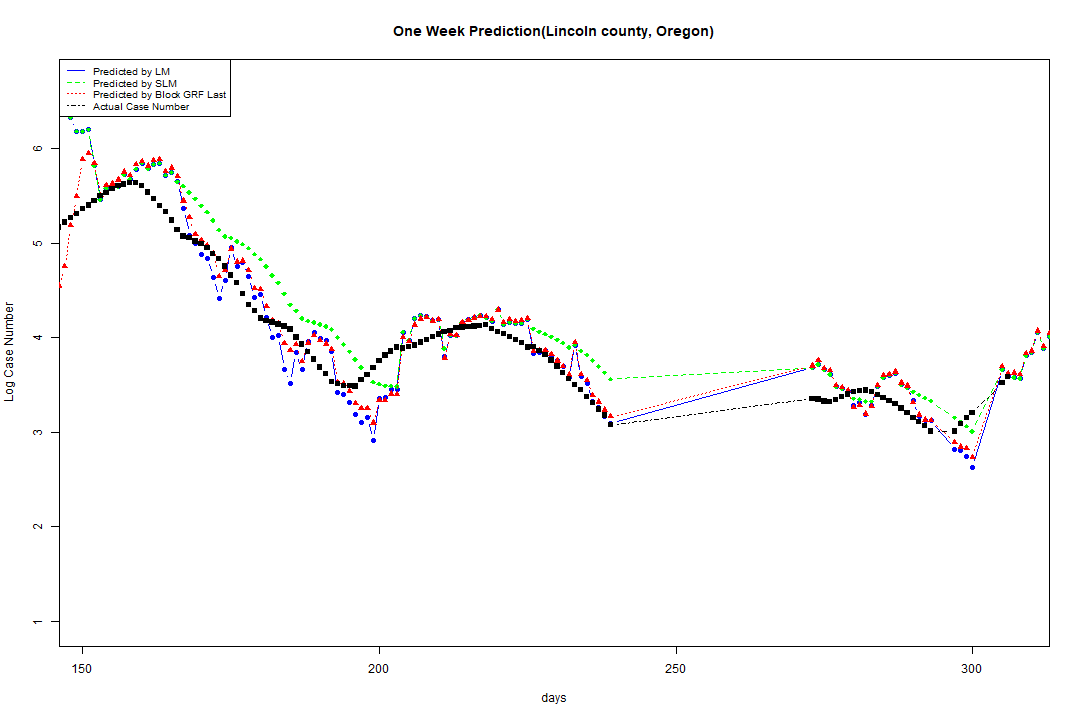 One Week Prediction(Lincoln county, Oregon)
Predicted by LM
Predicted by SLM
Predicted by Block GRF Last
Actual Case Number
Log Case Number
6
5
4
3
2
1
150 200 250 300
days